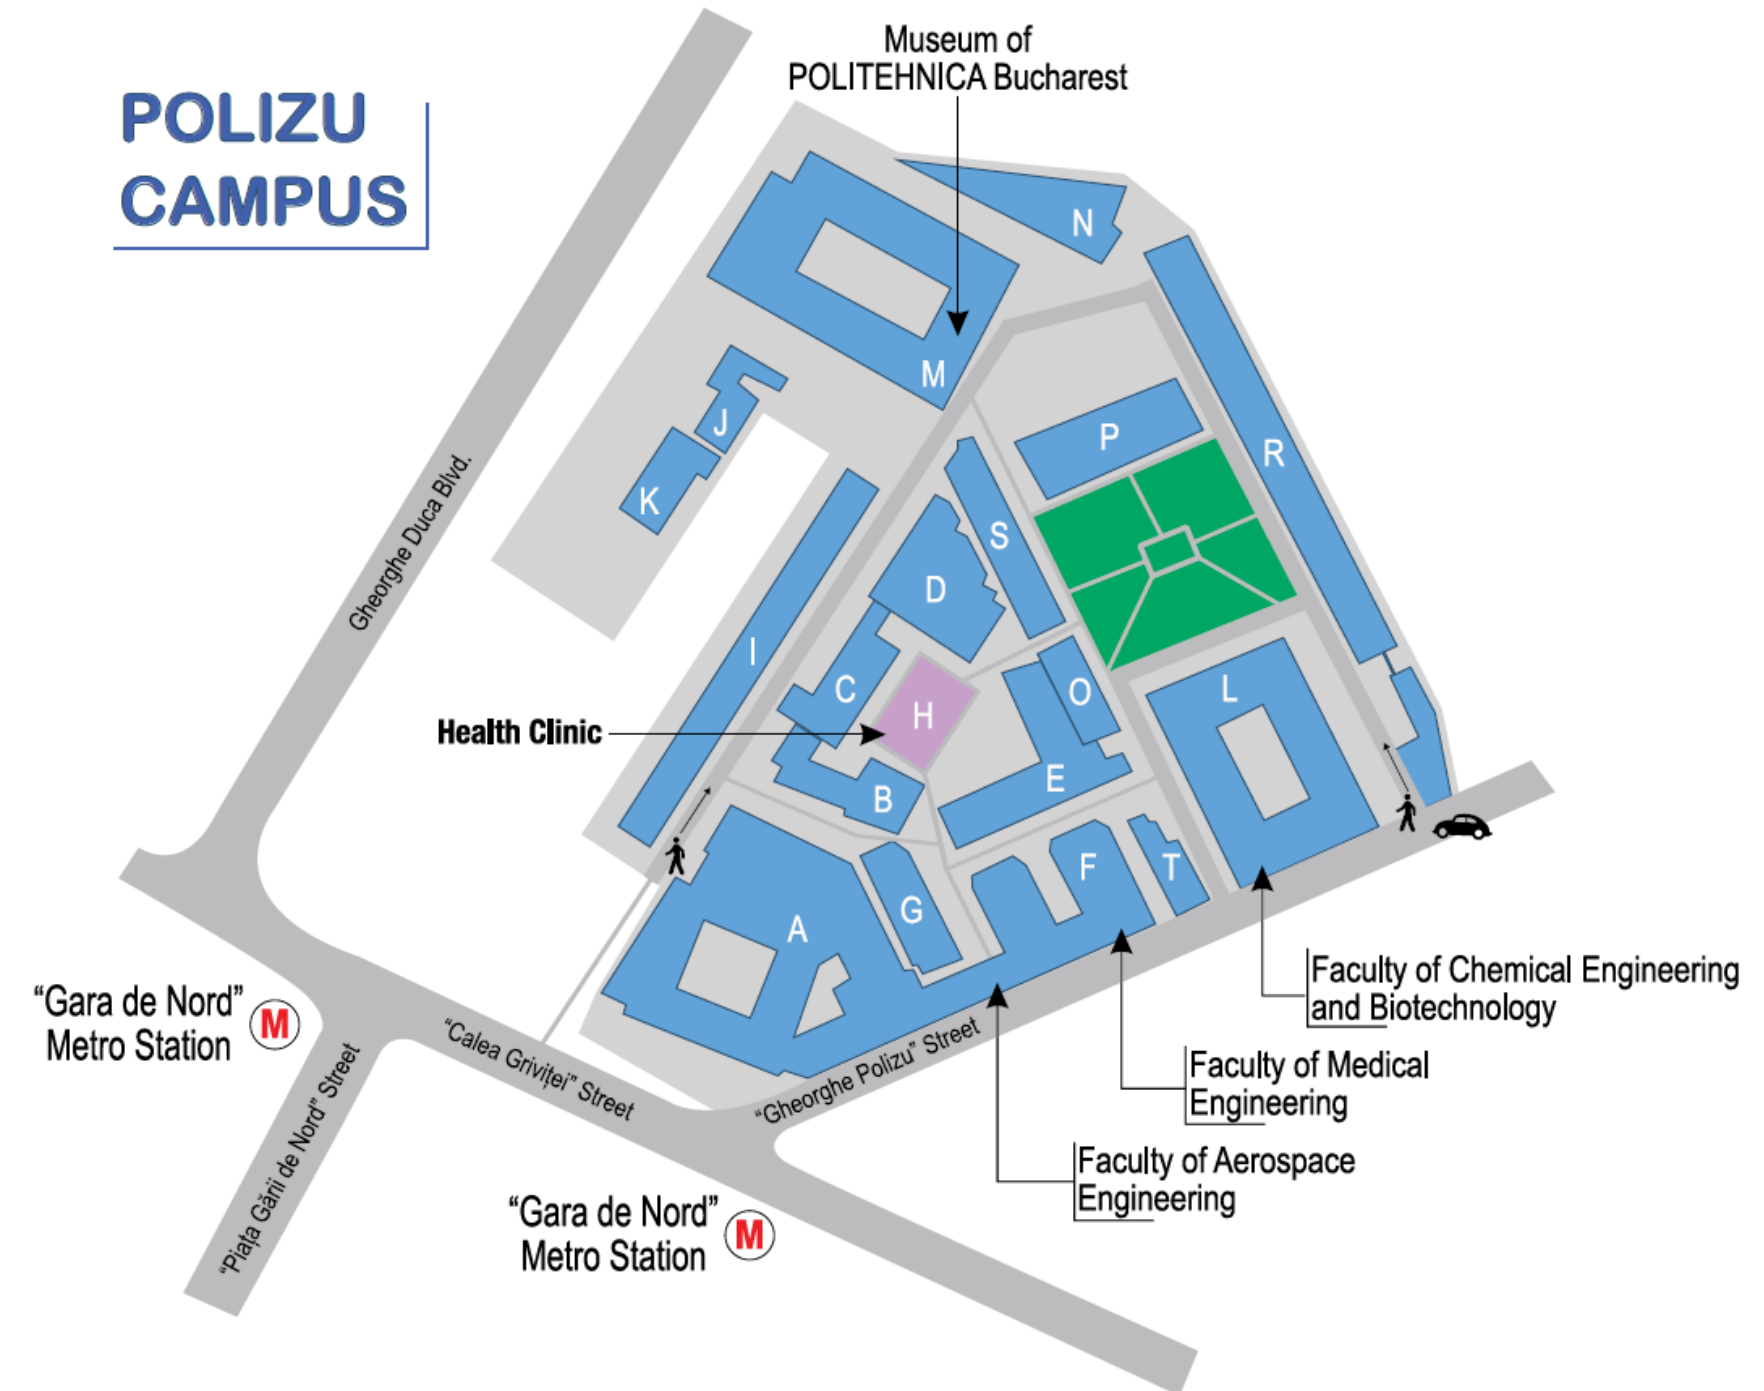 POLIZU
CAMPUS
Museum of
POLITEHNICA Bucharest
N
M
J
K
P
R
S
D
I
C
H
O
L
Health Clinic
B
E
A
G
F
T
Gheorghe Duca Blvd.
“Gara de Nord”
Metro Station
M
“Calea Griviței” Street
“Piața Gării de Nord” Street
“Gheorghe Polizu” Street
“Gara de Nord”
Metro Station
M
Faculty of Chemical Engineering
and Biotechnology
Faculty of Medical
Engineering
Faculty of Aerospace
Engineering